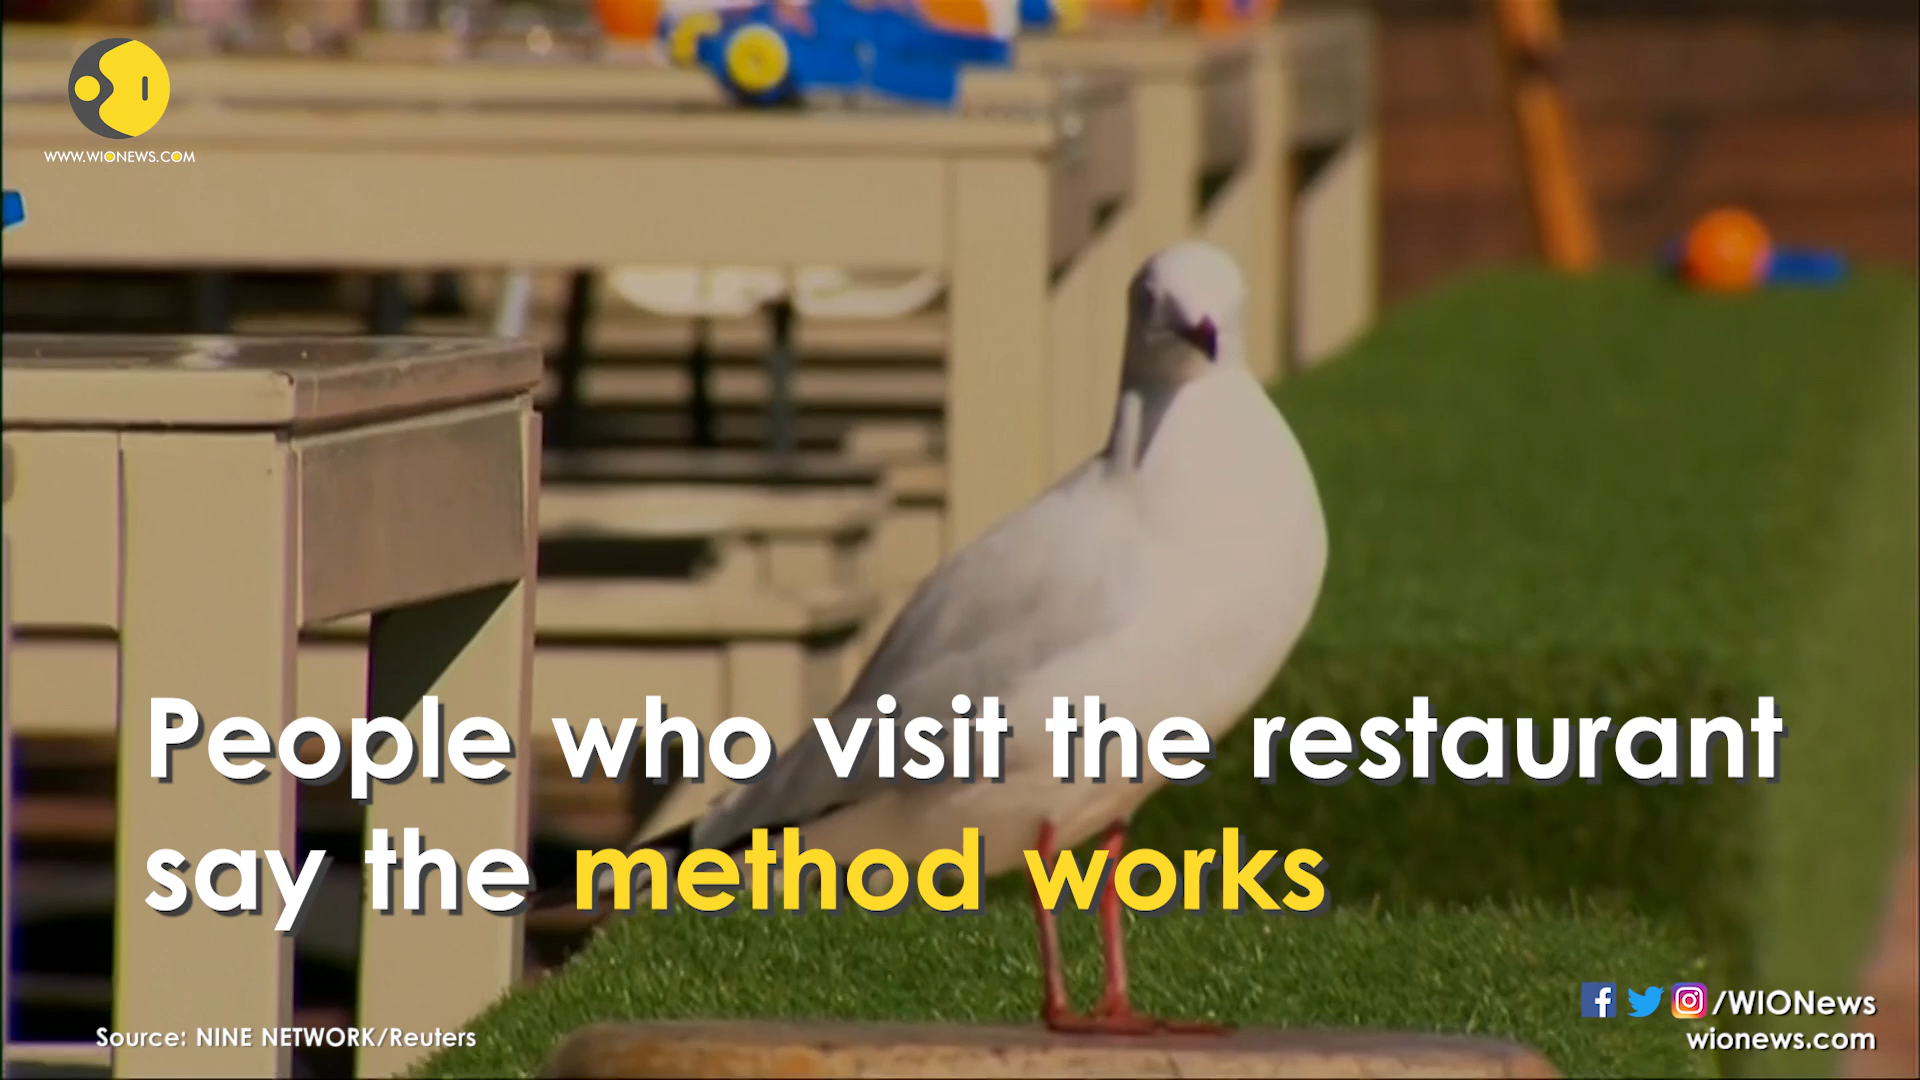 WWW.WIONEWS.COM
People who visit the restaurant
say the method works
Source: NINE NETWORK/Reuters
/WIONews
wionews.com